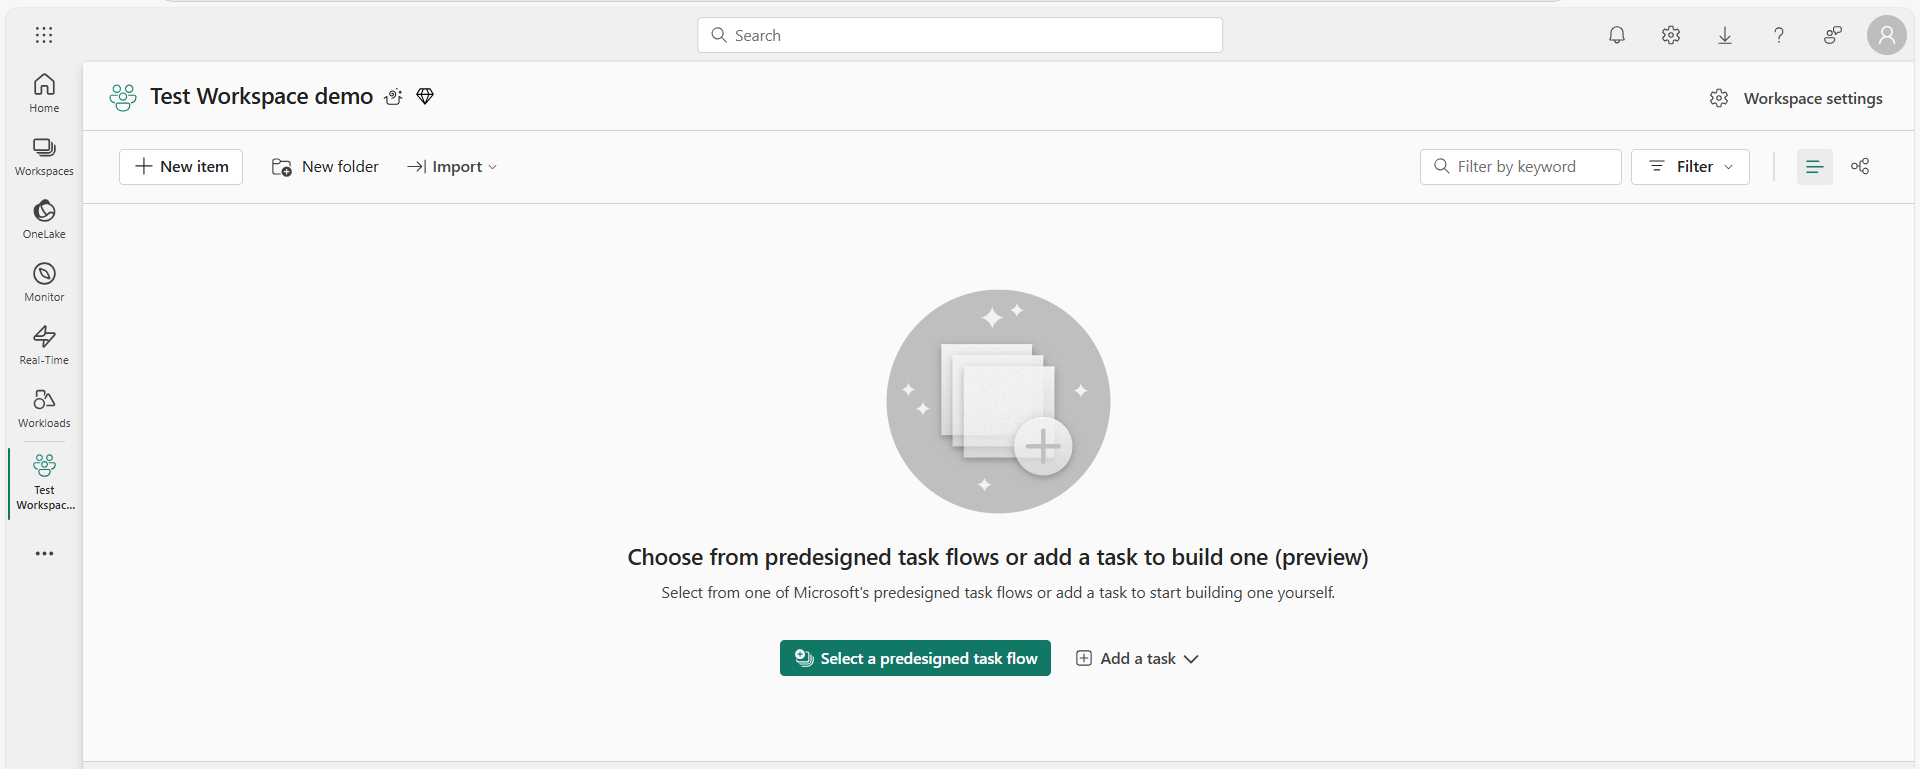 Search
Home
Workspaces
OneLake
Monitor
Real-Time
Workloads
Test
Workspac...
Test Workspace demo
Workspace settings
New item
New folder
Import
Filter by keyword
Filter
Choose from predesigned task flows or add a task to build one (preview)
Select from one of Microsoft's predesigned task flows or add a task to start building one yourself.
Select a predesigned task flow
Add a task